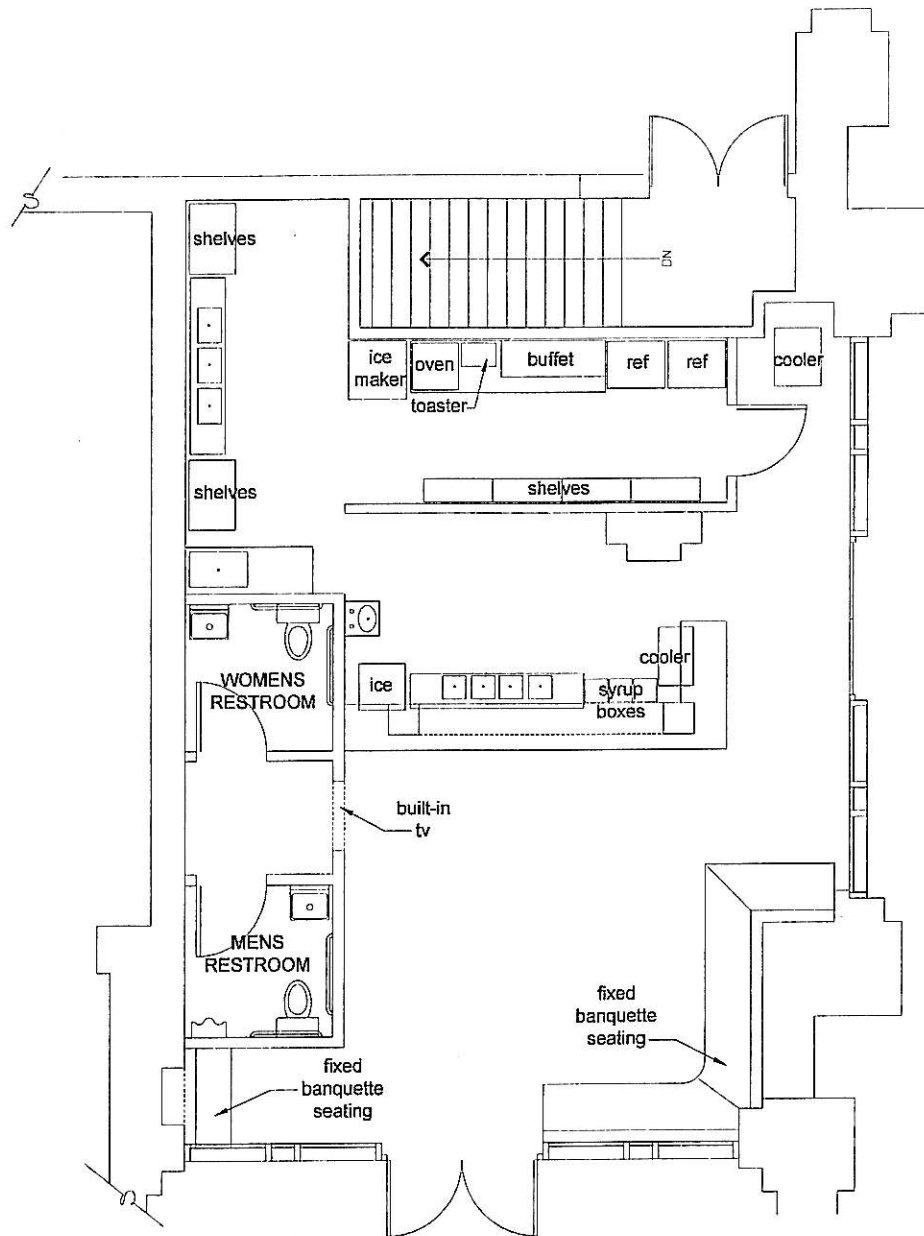 shelves
DN
ice
maker
oven
buffet
ref
ref
cooler
toaster
shelves
shelves
cooler
WOMENS
RESTROOM
ice
syrup
boxes
built-in
tv
MENS
RESTROOM
fixed
banquette
seating
fixed
banquette
seating